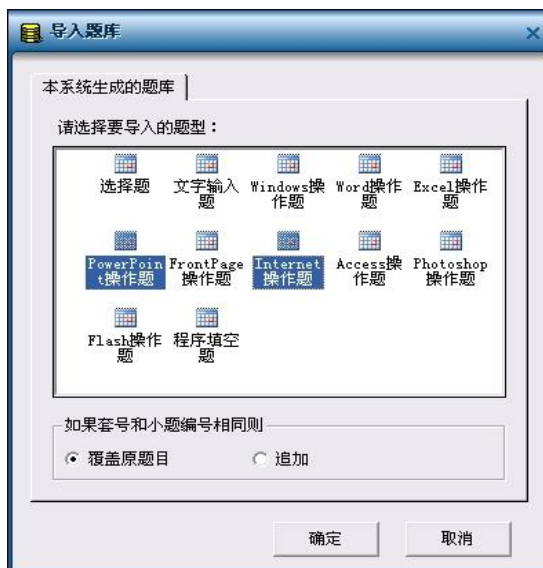 导入题库
本系统生成的题库
请选择要导入的题型：
选择题 文字输入 Windows操 Word操作 Excel操作
题 作题 题 题
PowerPoin FrontPage Internet Access操 Photoshop
t操作题 操作题 操作题 作题 操作题
Flash操作 程序填空
题 题
如果套号和小题编号相同则
覆盖原题目 追加
确定 取消